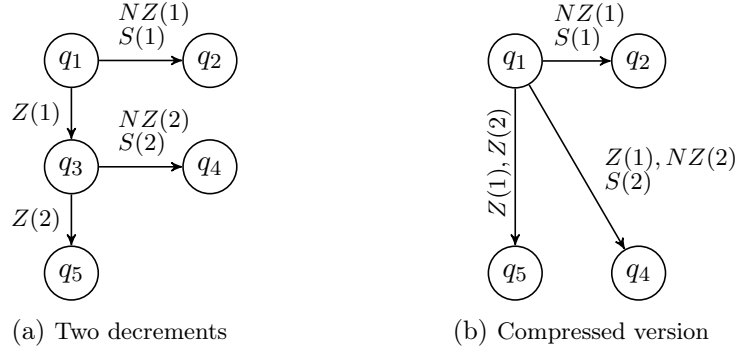 NZ(1)
S(1)
q1
q2
Z(1)
NZ(2)
S(2)
q3
q4
Z(2)
q5
(a) Two decrements
NZ(1)
S(1)
q1
q2
Z(1), Z(2)
Z(1), NZ(2)
S(2)
q5
q4
(b) Compressed version